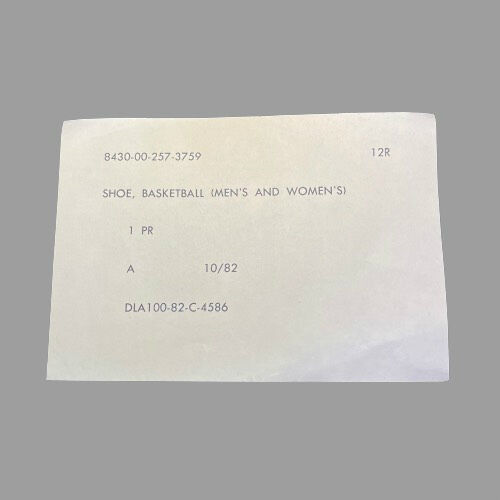 8430-00-257-3759 12R
SHOE, BASKETBALL (MEN'S AND WOMEN'S)
1 PR
A 10/82
DLA100-82-C-4586